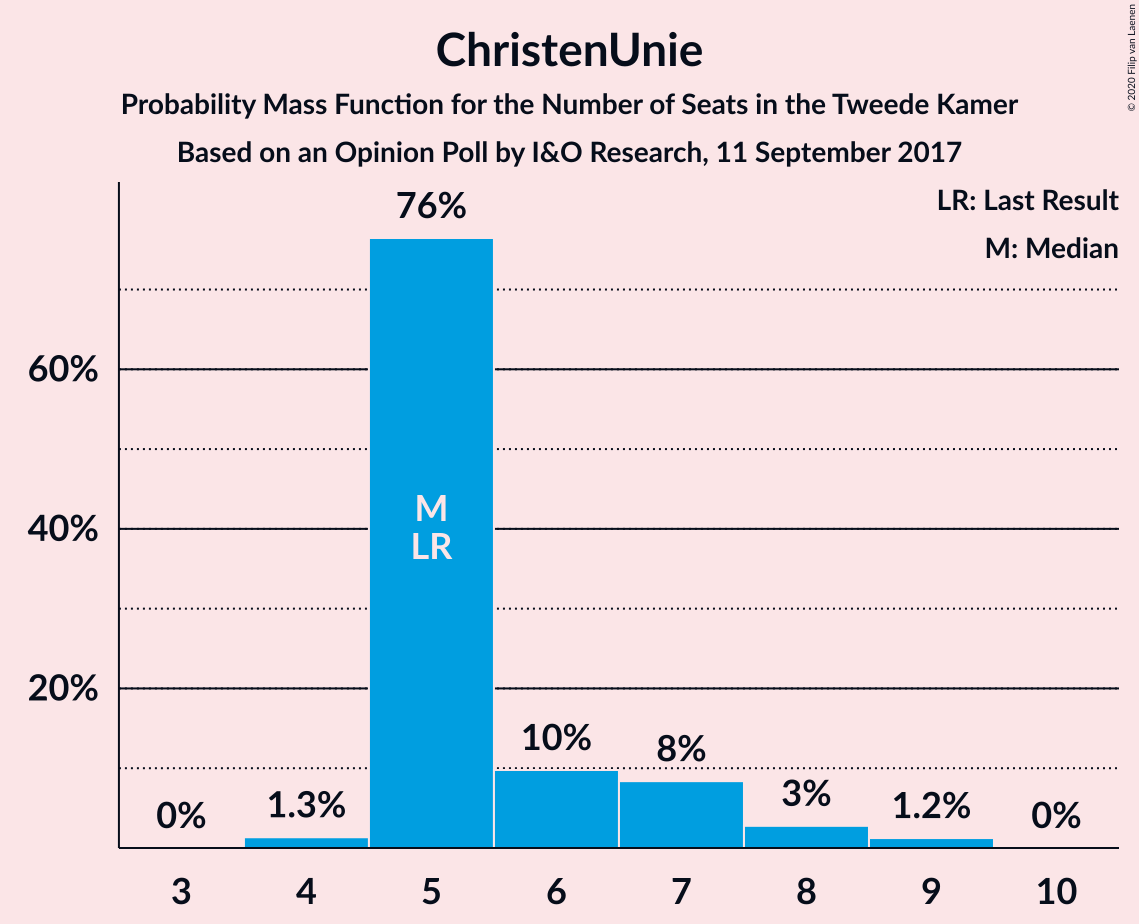 ChristenUnie
Probability Mass Function for the Number of Seats in the Tweede Kamer
Based on an Opinion Poll by I&O Research, 11 September 2017
© 2020 Filip van Laenen
LR: Last Result
M: Median
76%
60%
M
40%
LR
20%
10%
8%
3%
1.3%
1.2%
0%
0%
3 4 5 6 7 8 9 10